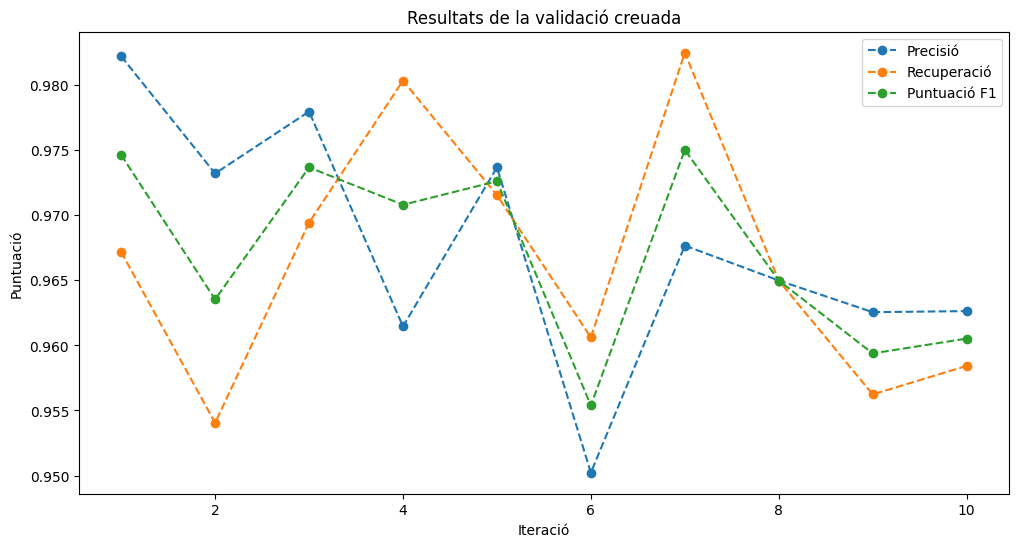 Resultats de la validació creuada
Precisió
Recuperació
Puntuació F1
Puntuació
0.980
0.975
0.970
0.965
0.960
0.955
0.950
2
4
6
8
10
Iteració